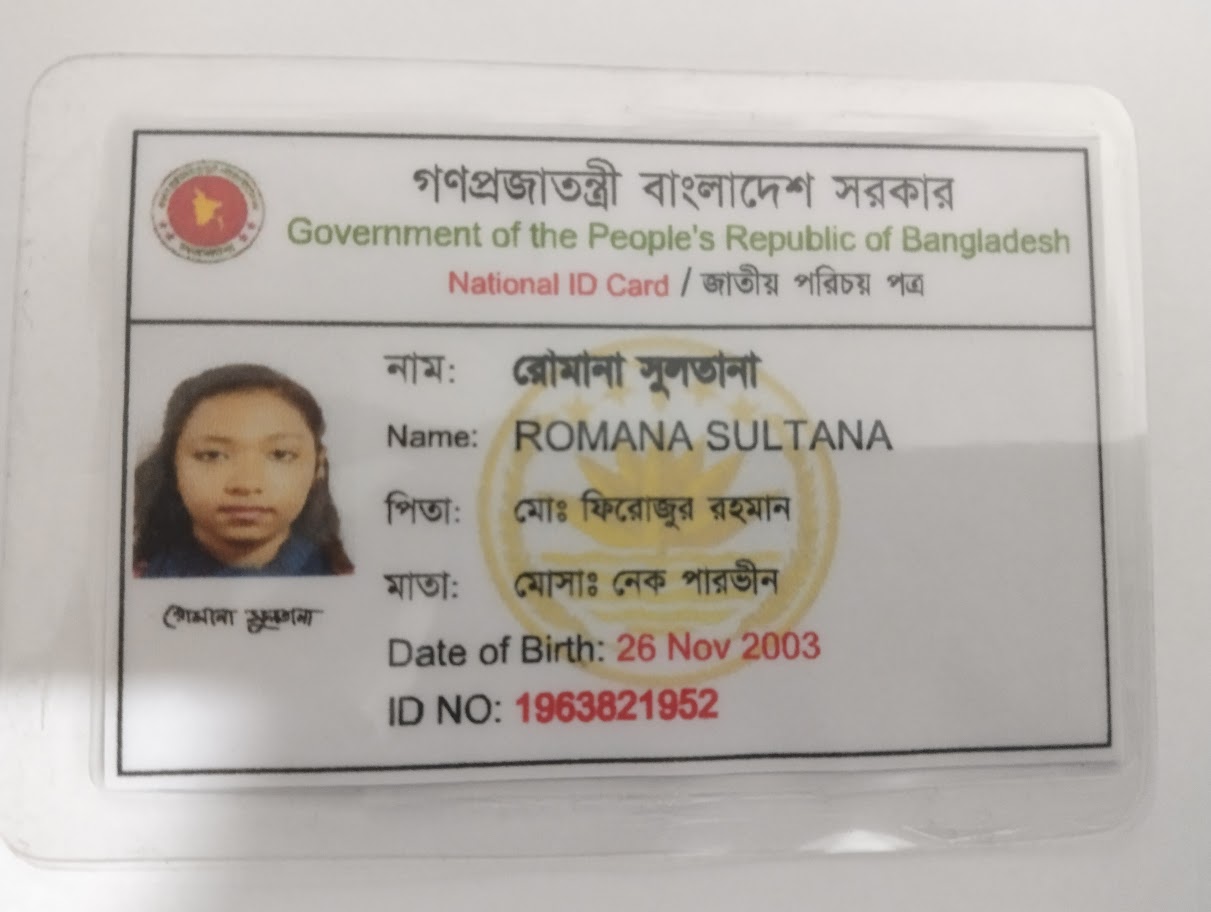 গণপ্রজাতন্ত্রী বাংলাদেশ সরকার
Government of the People's Republic of Bangladesh
National ID Card / জাতীয় পরিচয় পত্র
নাম: রোমানা সুলতানা
Name: ROMANA SULTANA
পিতা: মোঃ ফিরোজুর রহমান
মাতা: মোসাঃ নেক পারভীন
রোমানা সুলতানা
Date of Birth: 26 Nov 2003
ID NO: 1963821952